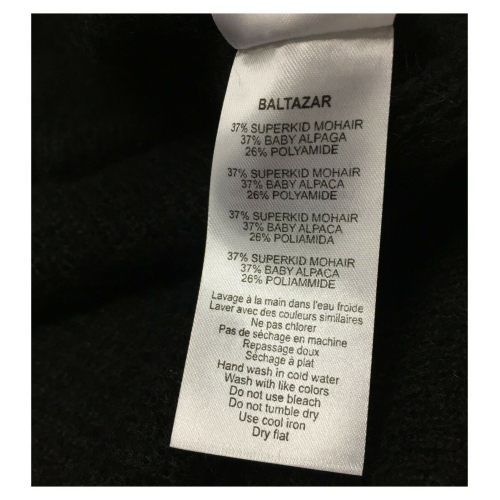 BALTAZAR
37% SUPERKID MOHAIR
37% BABY ALPAGA
26% POLYAMIDE
37% SUPERKID MOHAIR
37% BABY ALPACA
26% POLYAMIDE
37% SUPERKID MOHAIR
37% BABY ALPACA
26% POLIAMIDA
37% SUPERKID MOHAIR
37% BABY ALPACA
26% POLIAMMIDE
Lavage à la main dans l'eau froide
Laver avec des couleurs similaires
Ne pas chlorer
Pas de séchage en machine
Repassage doux
Séchage à plat
Hand wash in cold water
Wash with like colors
Do not use bleach
Do not tumble dry
Use cool iron
Dry flat